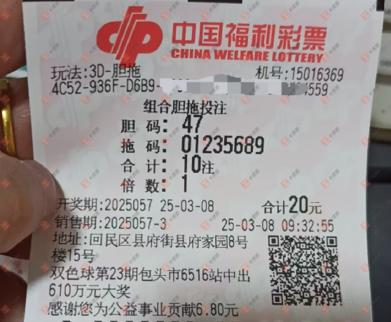 中国福利彩票
CHINA WELFARE LOTTERY
玩法:3D-胆拖 机号:15016369
4C52-936F-D6B9- 4559
组合胆拖投注
胆 码:47
拖 码:01235689
合 计:10注
倍 数:1
开奖期:2025057 25-03-08 合计20元
销售期:2025057-3 25-03-08 09:32:55
地址:回民区县府街县府家园8号
楼15号
双色球第23期包头市6516站中出
610万元大奖
感谢您为公益事业贡献6.80元